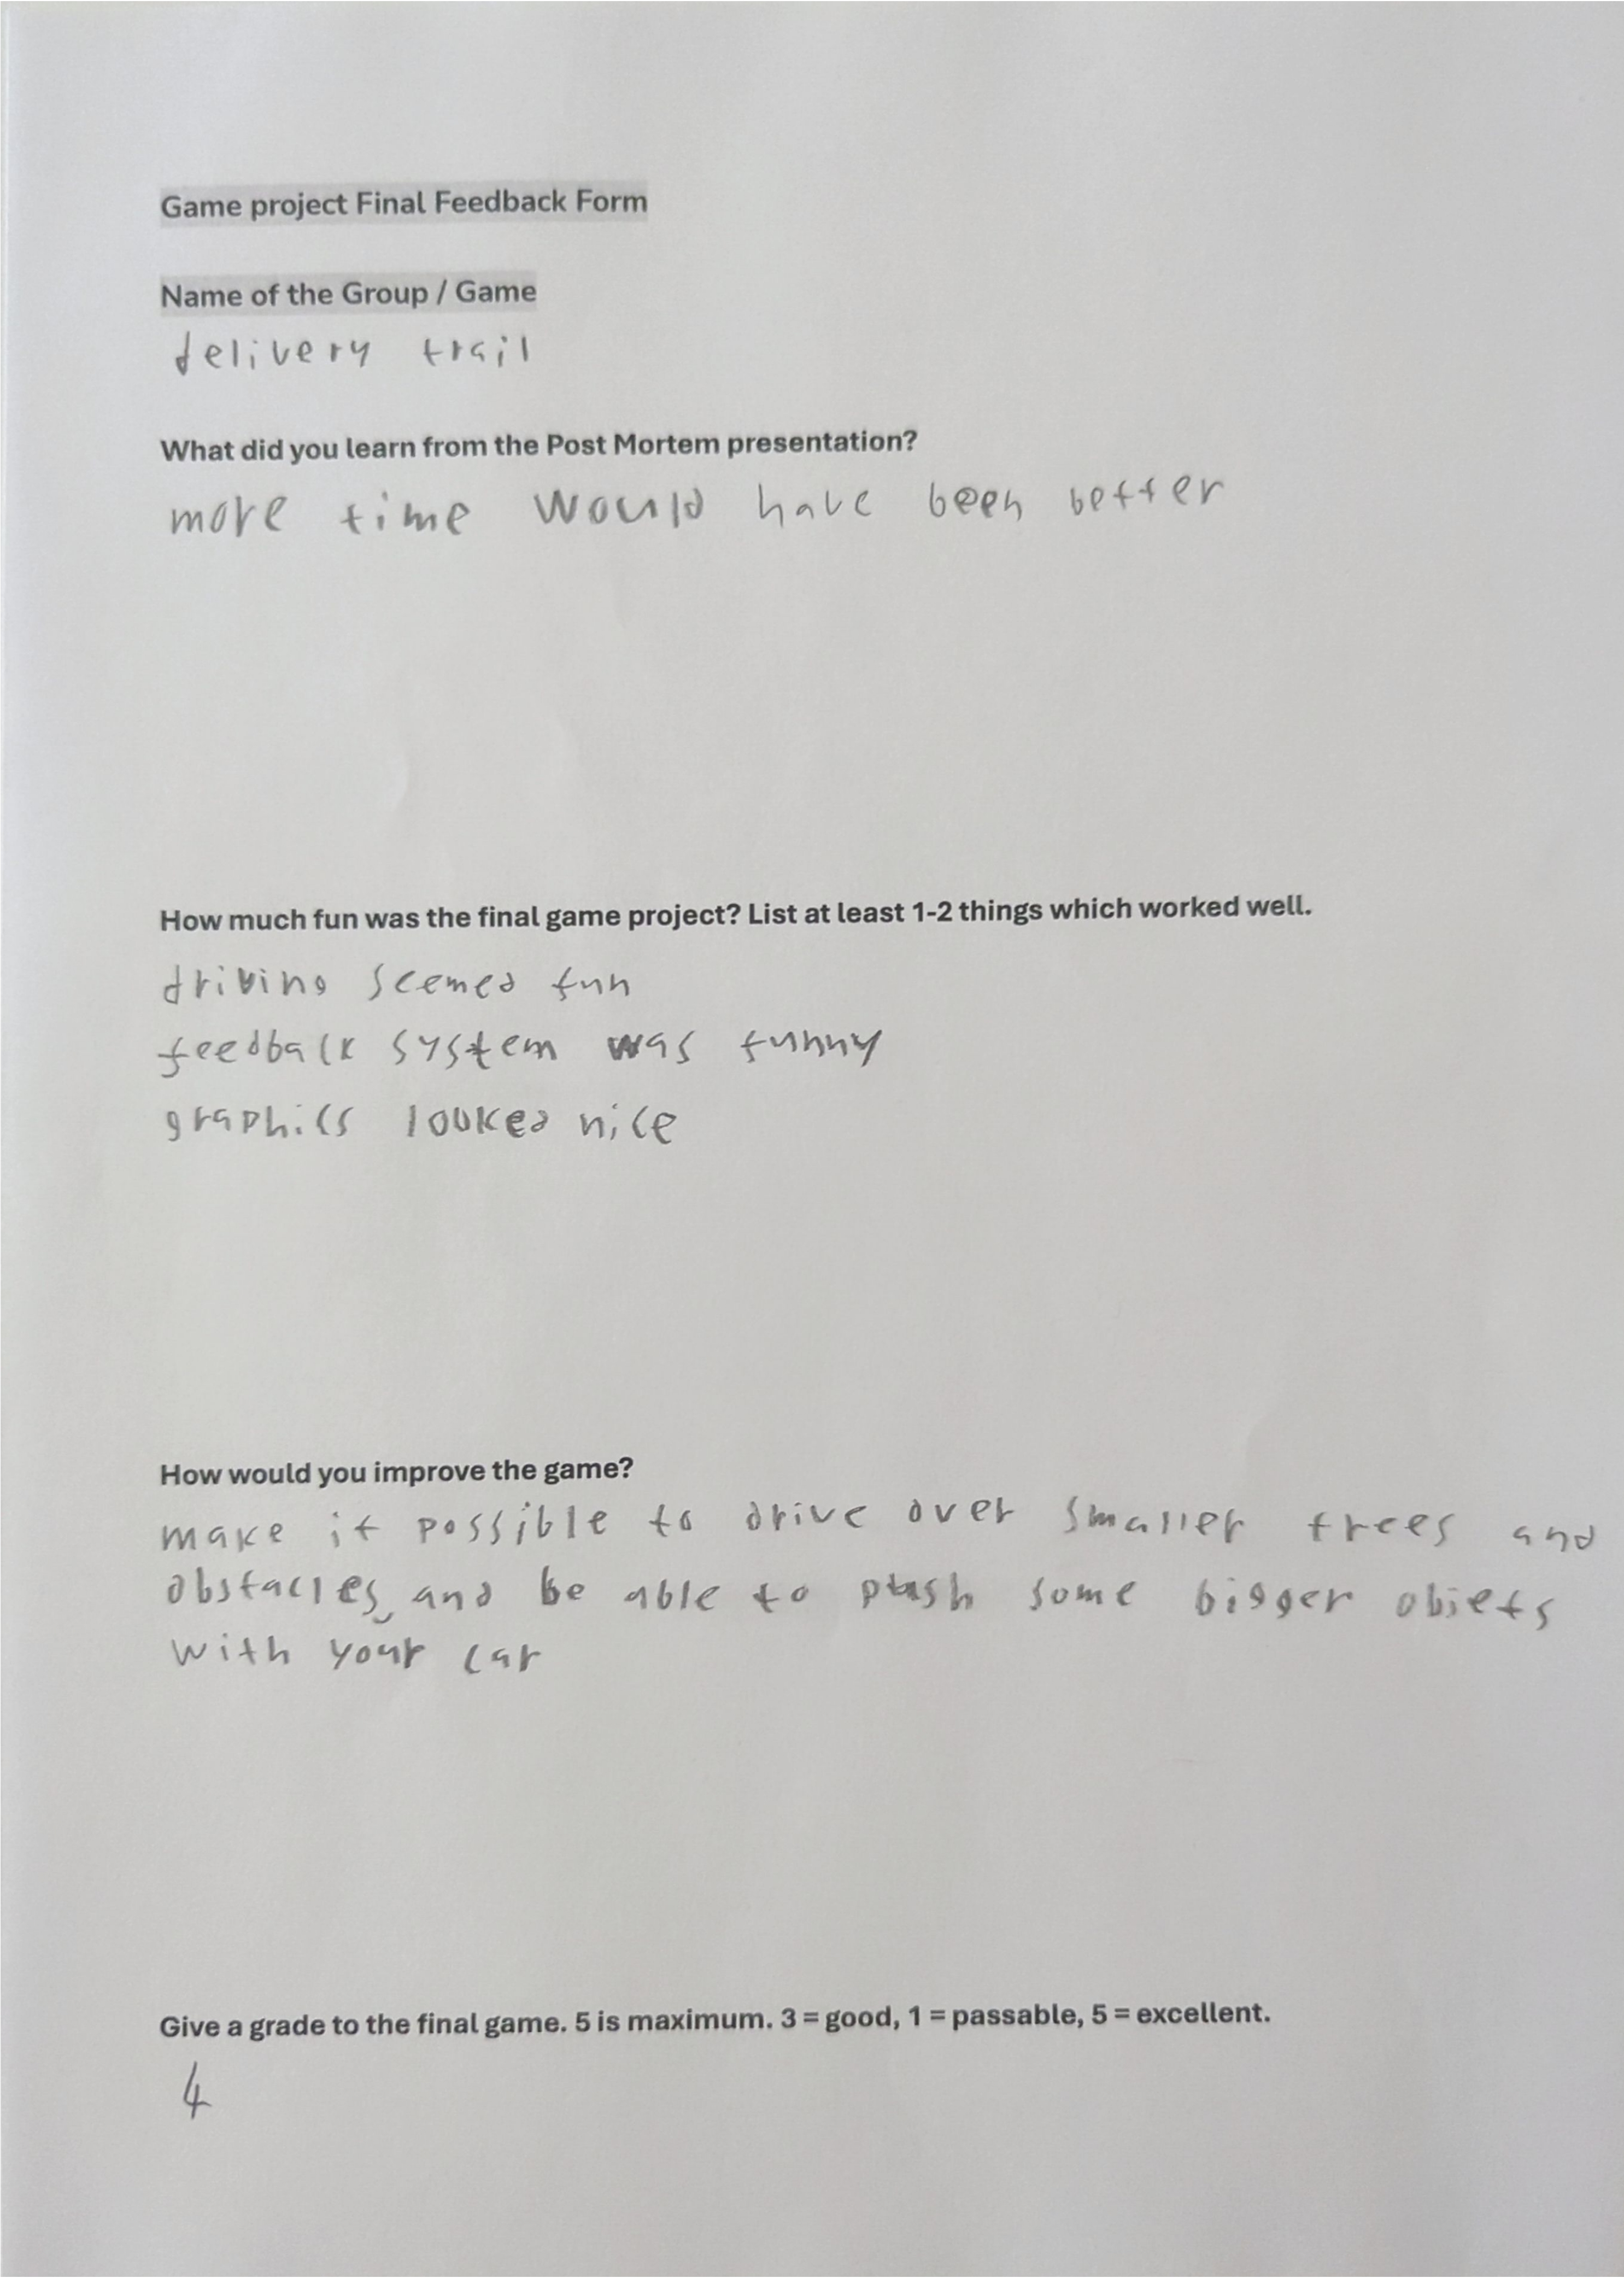 Game project Final Feedback Form
Name of the Group / Game
delivery trail
What did you learn from the Post Mortem presentation?
more time would have been better
How much fun was the final game project? List at least 1-2 things which worked well.
driving seemed fun
feedback system was funny
graphics looked nice
How would you improve the game?
make it possible to drive over smaller trees and
obstacles and be able to push some bigger objets
with your car
Give a grade to the final game. 5 is maximum. 3 = good, 1 = passable, 5 = excellent.
4